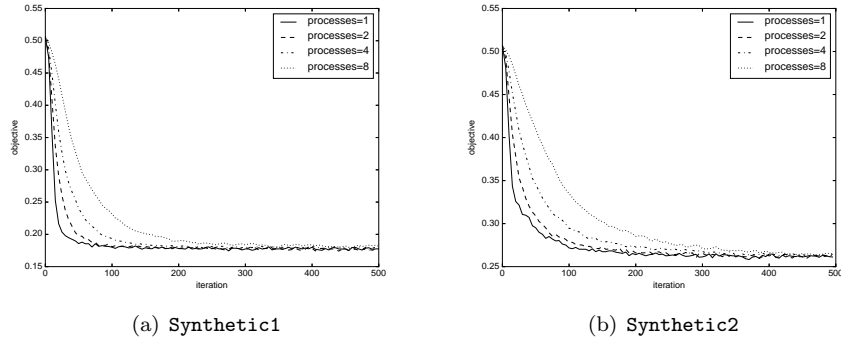 0.55
0.50
0.45
0.40
0.35
0.30
0.25
0.20
0.15
0 100 200 300 400 500
objective
iteration
processes=1
processes=2
processes=4
processes=8
(a) Synthetic1
0.55
0.50
0.45
0.40
0.35
0.30
0.25
0 100 200 300 400 500
objective
iteration
processes=1
processes=2
processes=4
processes=8
(b) Synthetic2